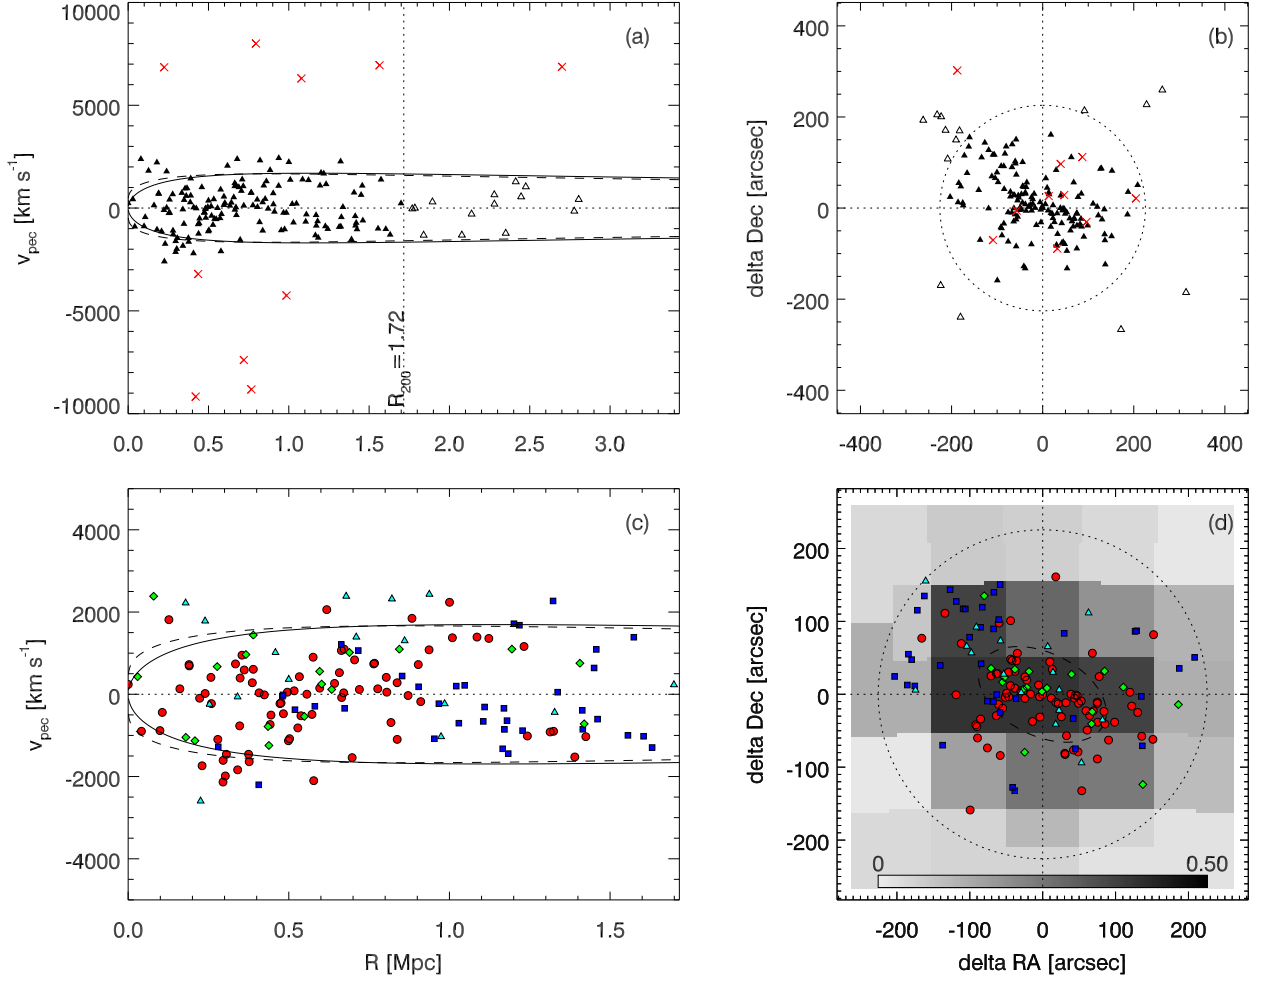 10000
5000
0
-5000
-10000
v_pec [km s^-1]
(a)
R_200=1.72
0.0 0.5 1.0 1.5 2.0 2.5 3.0
400
200
0
-200
-400
delta Dec [arcsec]
(b)
-400 -200 0 200 400
4000
2000
0
-2000
-4000
v_pec [km s^-1]
(c)
0.0 0.5 1.0 1.5
R [Mpc]
200
100
0
-100
-200
delta Dec [arcsec]
(d)
0 0.50
-200 -100 0 100 200
delta RA [arcsec]